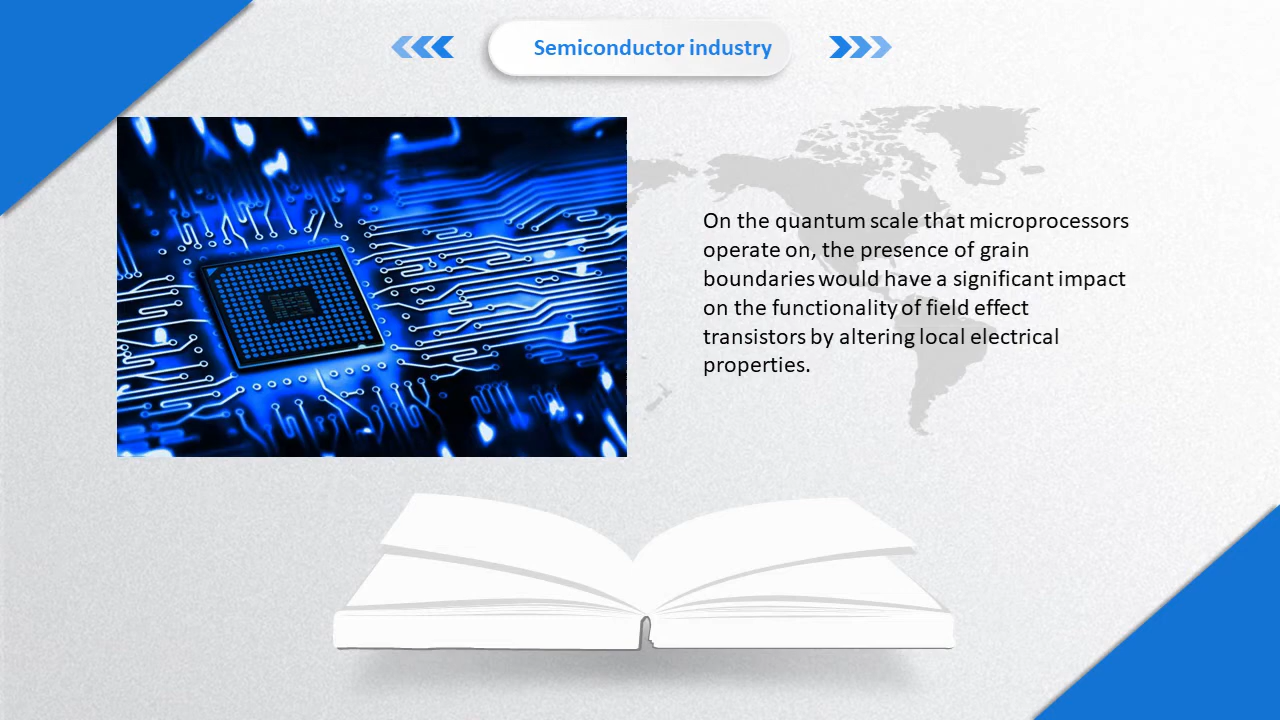 Semiconductor industry
On the quantum scale that microprocessors
operate on, the presence of grain
boundaries would have a significant impact
on the functionality of field effect
transistors by altering local electrical
properties.